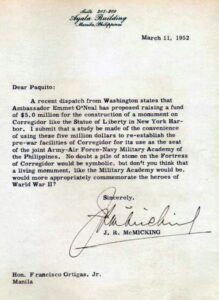 Suite 201-209
Ayala Building
Manila, Philippines
March 11, 1952
Dear Paquito:
A recent dispatch from Washington states that
Ambassador Emmet O'Neal has proposed raising a fund
of $5.0 million for the construction of a monument on
Corregidor like the Statue of Liberty in New York Har-
bor. I submit that a study be made of the convenience
of using these five million dollars to re-establish the
pre-war facilities of Corregidor for its use as the seat
of the joint Army-Air Force-Navy Military Academy of
the Philippines. No doubt a pile of stone on the Fortress
of Corregidor would be symbolic, but don't you think that
a living monument, like the Military Academy, would
be more appropriately commemorate the heroes of
World War II?
Sincerely,
J. R. McMICKING
Hon. Francisco Ortigas, Jr.
Manila